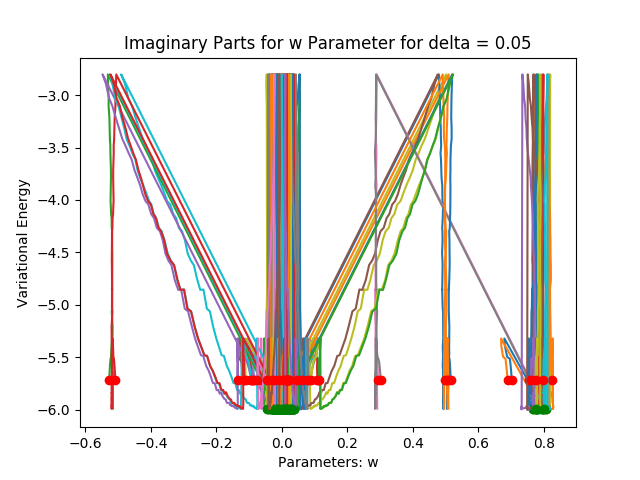 Imaginary Parts for w Parameter for delta = 0.05
−3.0
−3.5
−4.0
−4.5
−5.0
−5.5
−6.0
Variational Energy
−0.6 −0.4 −0.2 0.0 0.2 0.4 0.6 0.8
Parameters: w